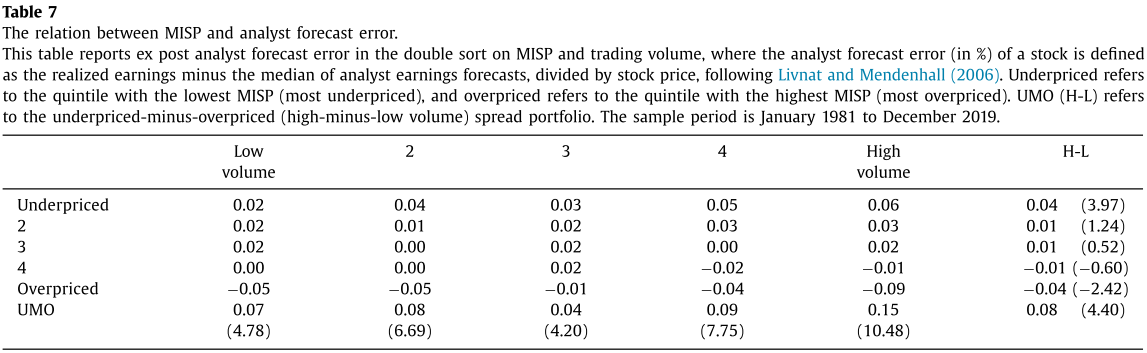 Table 7
The relation between MISP and analyst forecast error.
This table reports ex post analyst forecast error in the double sort on MISP and trading volume, where the analyst forecast error (in %) of a stock is defined
as the realized earnings minus the median of analyst earnings forecasts, divided by stock price, following Livnat and Mendenhall (2006). Underpriced refers
to the quintile with the lowest MISP (most underpriced), and overpriced refers to the quintile with the highest MISP (most overpriced). UMO (H-L) refers
to the underpriced-minus-overpriced (high-minus-low volume) spread portfolio. The sample period is January 1981 to December 2019.
Low 2 3 4 High H-L
volume volume
Underpriced 0.02 0.04 0.03 0.05 0.06 0.04 (3.97)
2 0.02 0.01 0.02 0.03 0.03 0.01 (1.24)
3 0.02 0.00 0.02 0.00 0.02 0.01 (0.52)
4 0.00 0.00 0.02 −0.02 −0.01 −0.01 (−0.60)
Overpriced −0.05 −0.05 −0.01 −0.04 −0.09 −0.04 (−2.42)
UMO 0.07 0.08 0.04 0.09 0.15 0.08 (4.40)
(4.78) (6.69) (4.20) (7.75) (10.48)